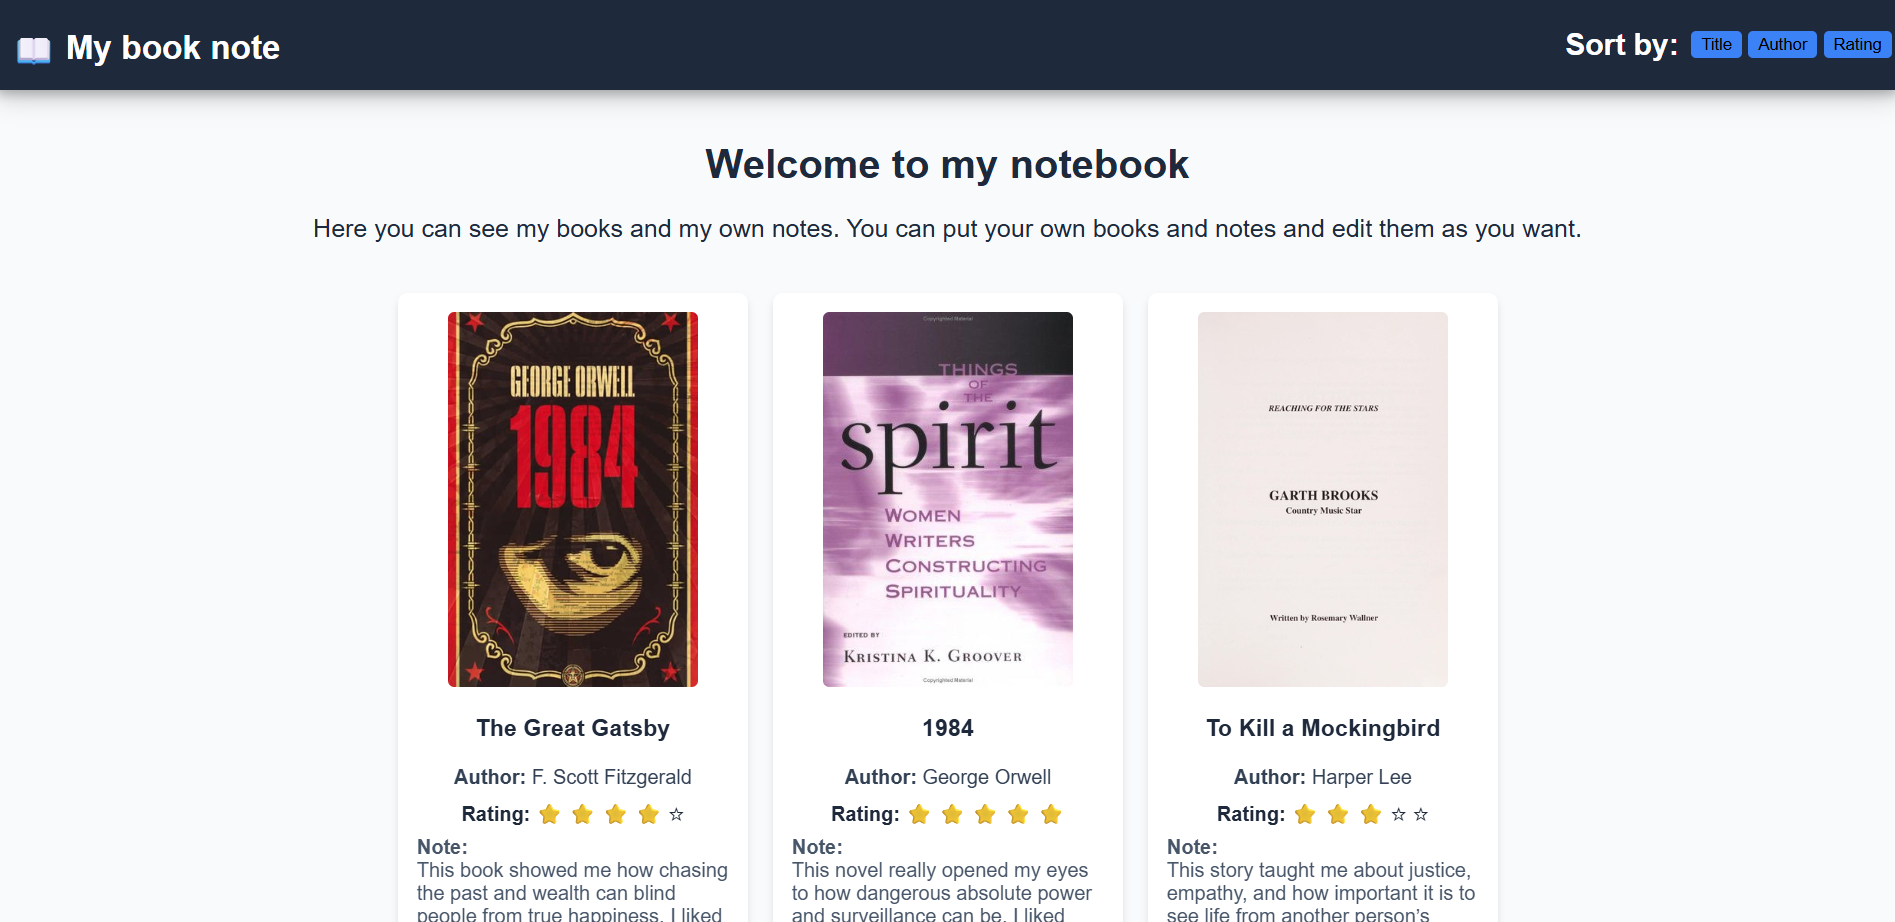 My book note
Sort by: Title Author Rating
Welcome to my notebook
Here you can see my books and my own notes. You can put your own books and notes and edit them as you want.
GEORGE ORWELL
1984
The Great Gatsby
Author: F. Scott Fitzgerald
Rating:
Note:
This book showed me how chasing
the past and wealth can blind
people from true happiness. I liked
Copyrighted Material
THINGS
OF
THE
spirit
WOMEN
WRITERS
CONSTRUCTING
SPIRITUALITY
EDITED BY
KRISTINA K. GROOVER
Copyrighted Material
1984
Author: George Orwell
Rating:
Note:
This novel really opened my eyes
to how dangerous absolute power
and surveillance can be. I liked
REACHING FOR THE STARS
GARTH BROOKS
Country Music Star
Written by Rosemary Wallner
To Kill a Mockingbird
Author: Harper Lee
Rating:
Note:
This story taught me about justice,
empathy, and how important it is to
see life from another person's